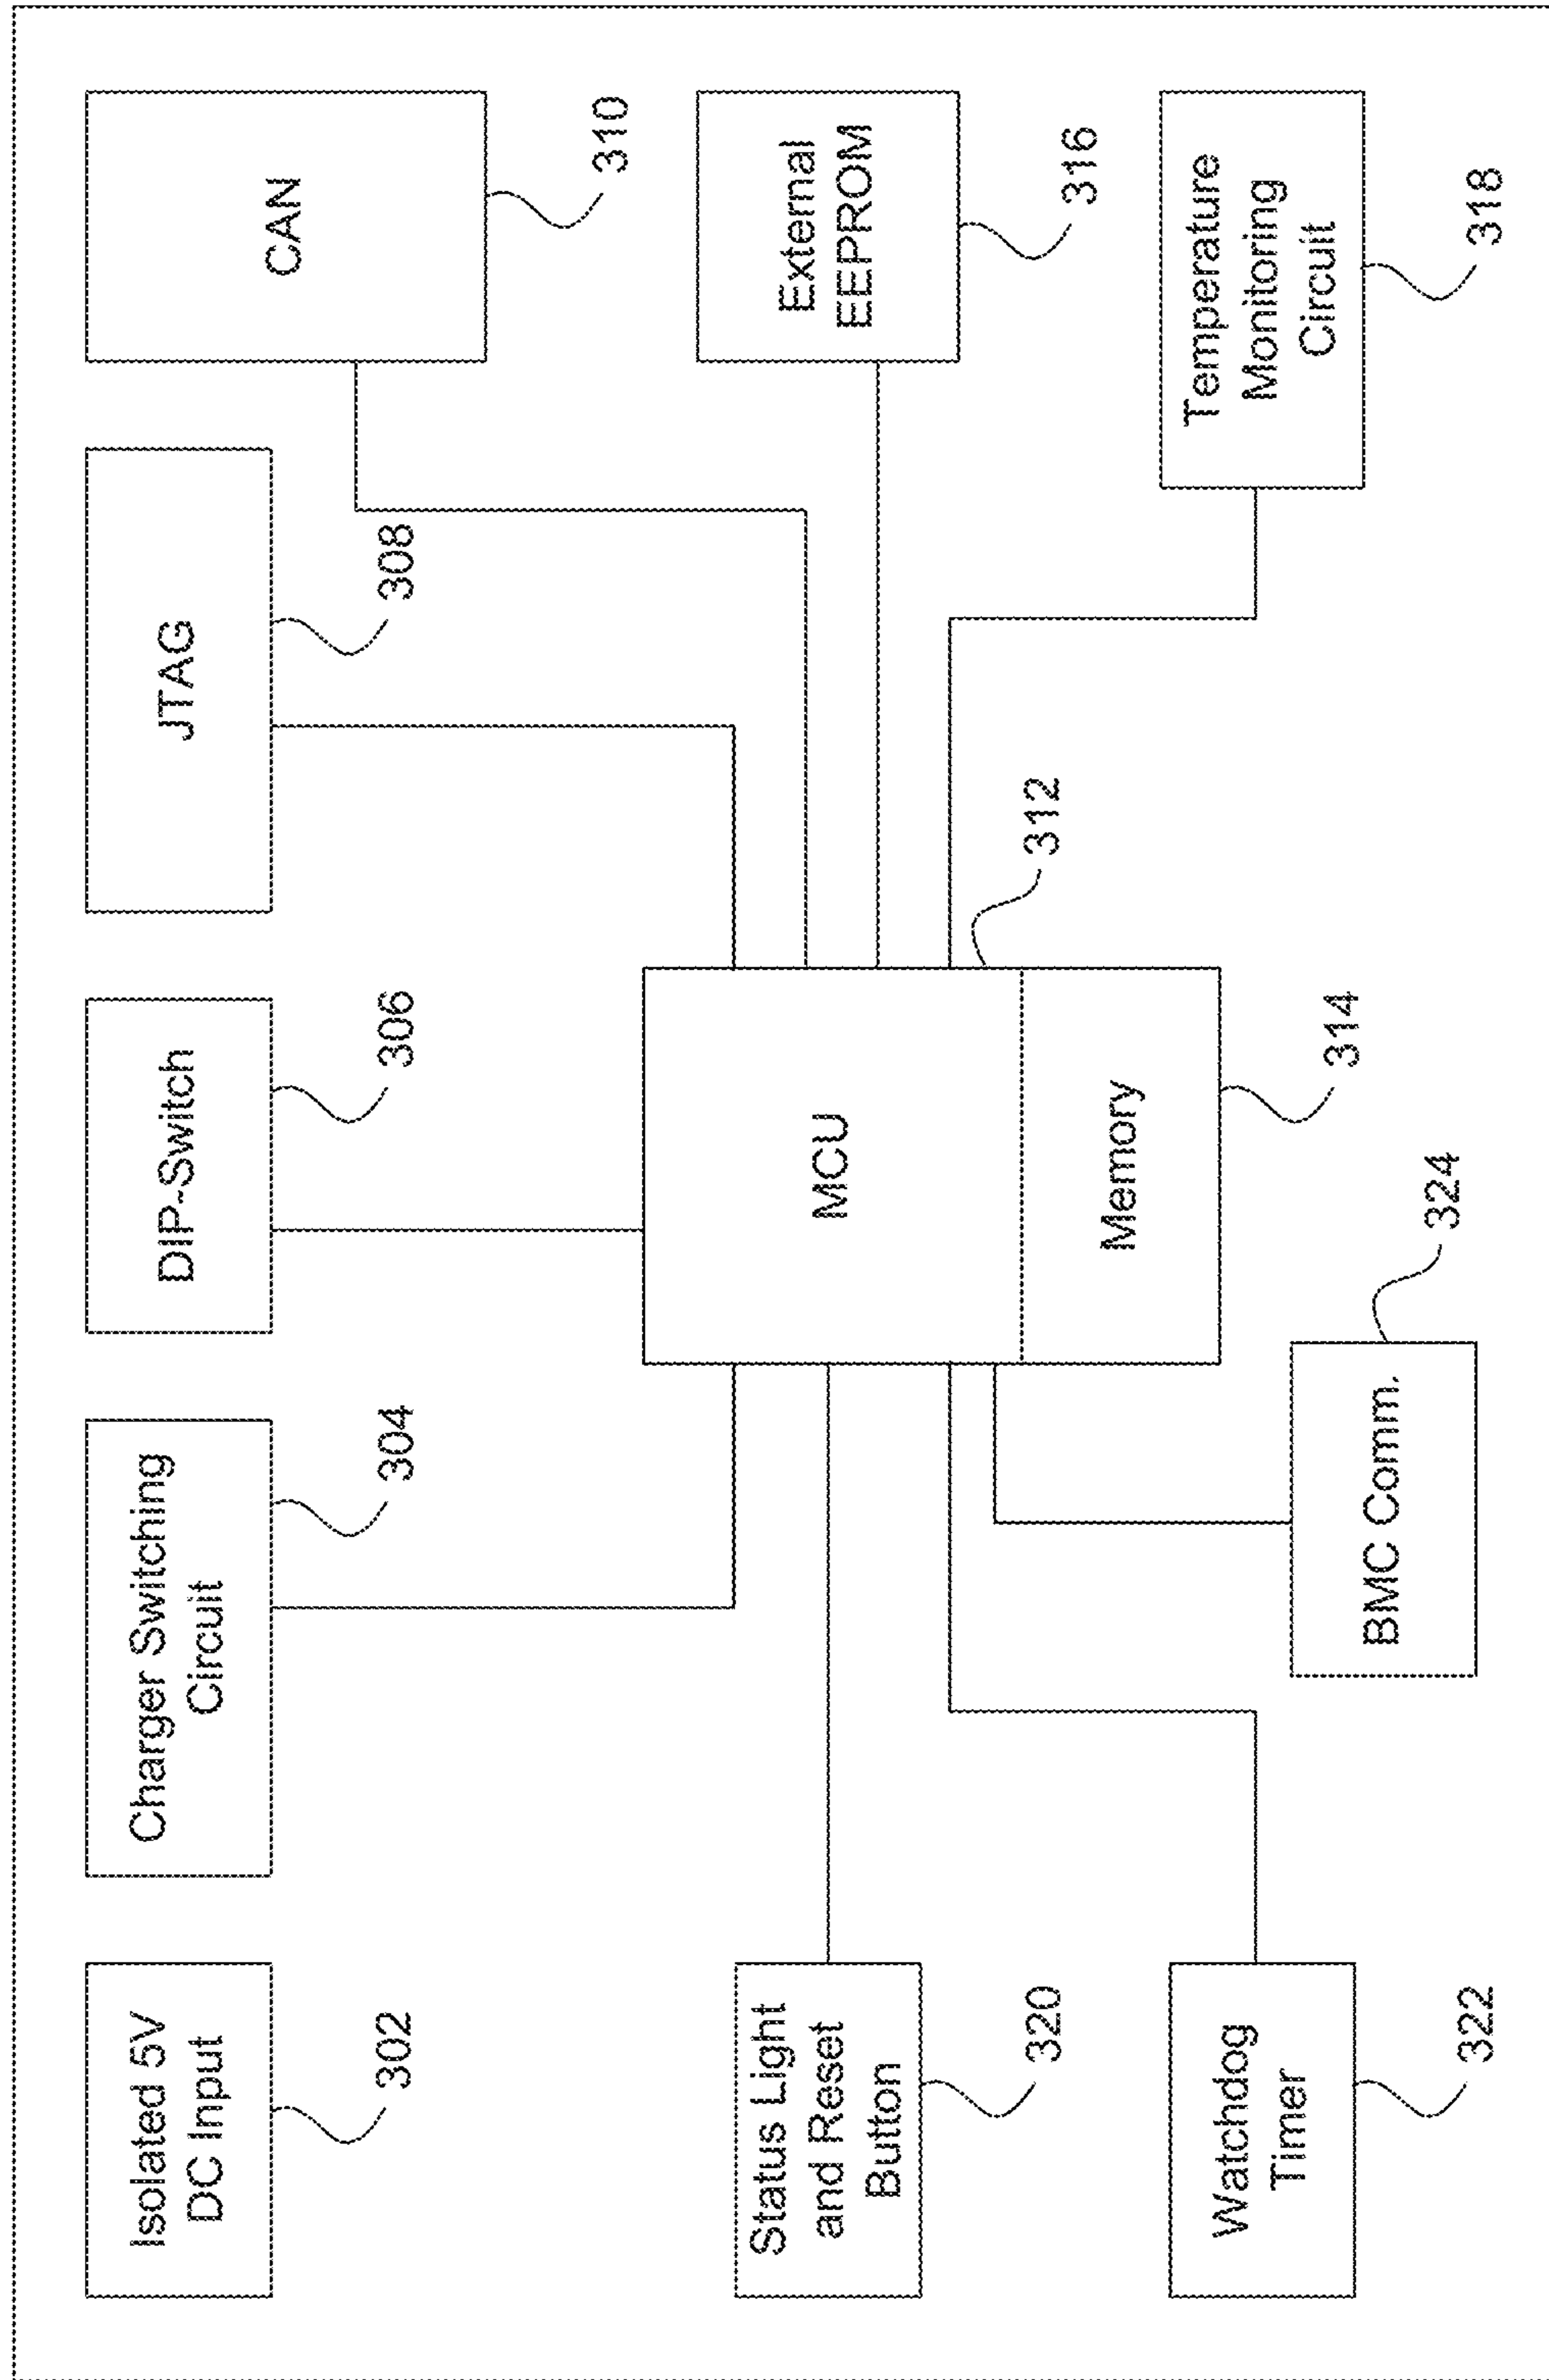 Isolated 5V
DC Input
302
Charger Switching
Circuit
304
DIP-Switch
306
JTAG
308
CAN
310
Status Light
and Reset
Button
320
MCU
312
Memory
314
External
EEPROM
316
Watchdog
Timer
322
BMC Comm.
324
Temperature
Monitoring
Circuit
318